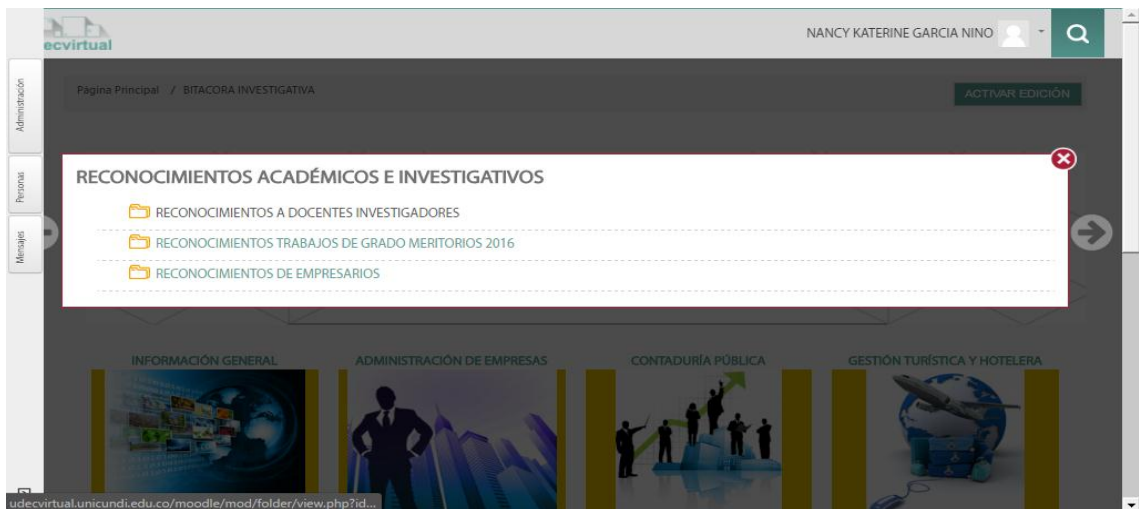 ecvirtual
NANCY KATERINE GARCIA NINO
Administración
Personas
Mensajes
Página Principal / BITACORA INVESTIGATIVA
ACTIVAR EDICIÓN
RECONOCIMIENTOS ACADÉMICOS E INVESTIGATIVOS
RECONOCIMIENTOS A DOCENTES INVESTIGADORES
RECONOCIMIENTOS TRABAJOS DE GRADO MERITORIOS 2016
RECONOCIMIENTOS DE EMPRESARIOS
INFORMACIÓN GENERAL
ADMINISTRACIÓN DE EMPRESAS
CONTADURÍA PÚBLICA
GESTIÓN TURÍSTICA Y HOTELERA
udecvirtual.unicundi.edu.co/moodle/mod/folder/view.php?id...